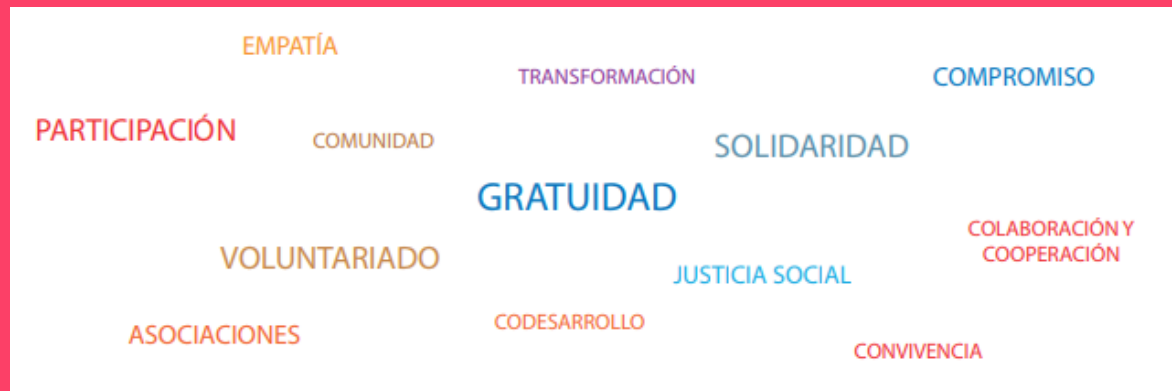 EMPATÍA
TRANSFORMACIÓN
COMPROMISO
PARTICIPACIÓN
COMUNIDAD
SOLIDARIDAD
GRATUIDAD
COLABORACIÓN Y
COOPERACIÓN
VOLUNTARIADO
JUSTICIA SOCIAL
ASOCIACIONES
CODESARROLLO
CONVIVENCIA